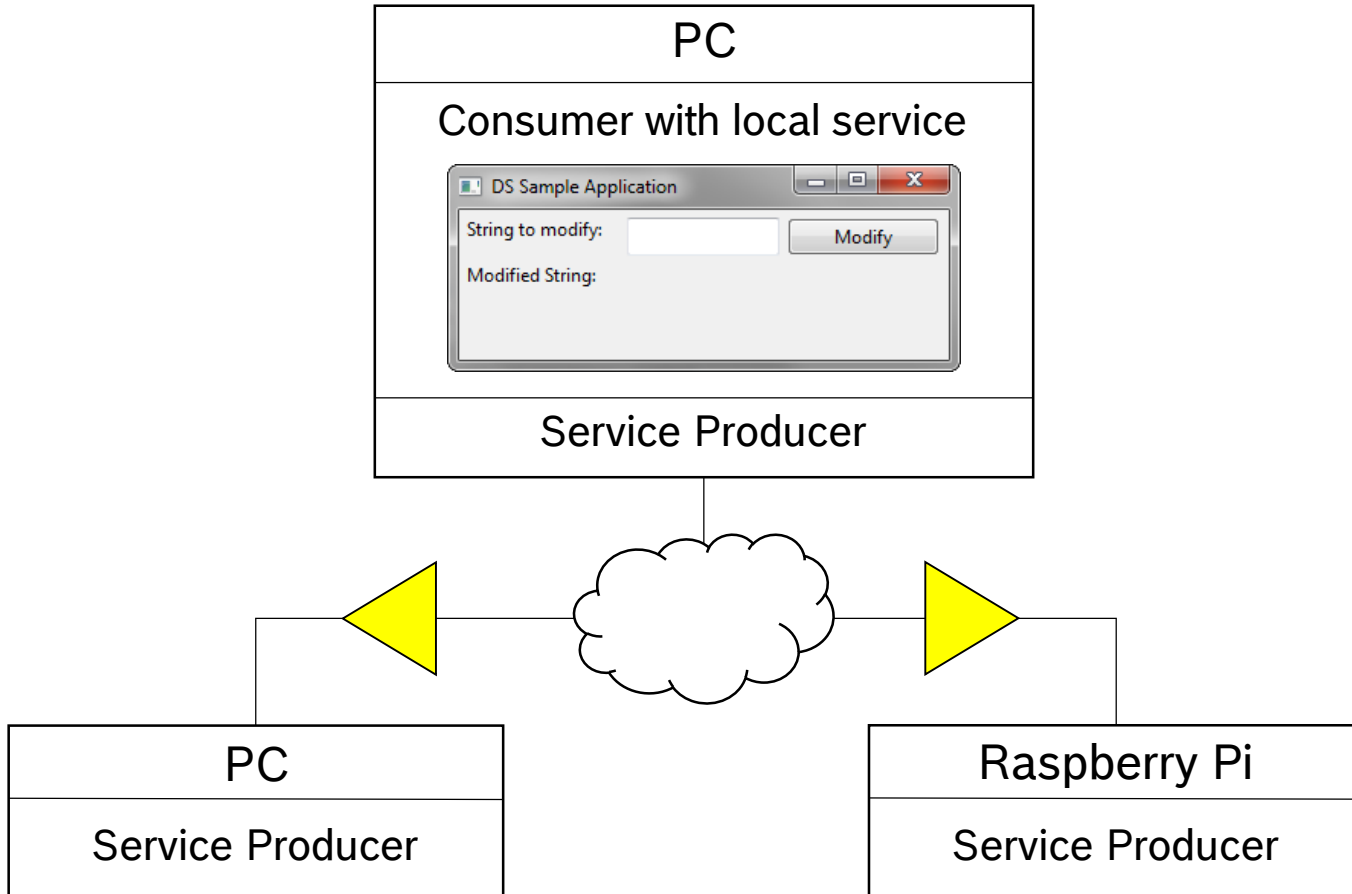 PC
Consumer with local service
DS Sample Application
String to modify:
Modify
Modified String:
Service Producer
PC
Service Producer
Raspberry Pi
Service Producer